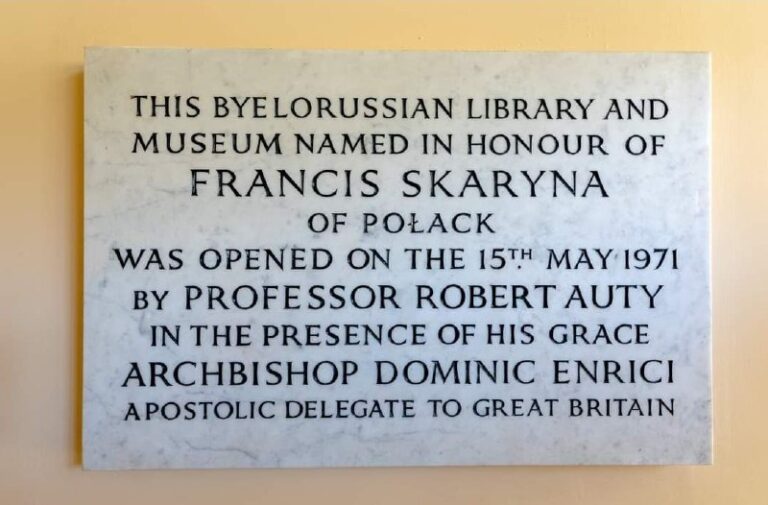 THIS BYELORUSSIAN LIBRARY AND
MUSEUM NAMED IN HONOUR OF
FRANCIS SKARYNA
OF POŁACK
WAS OPENED ON THE 15TH MAY 1971
BY PROFESSOR ROBERT AUTY
IN THE PRESENCE OF HIS GRACE
ARCHBISHOP DOMINIC ENRICI
APOSTOLIC DELEGATE TO GREAT BRITAIN